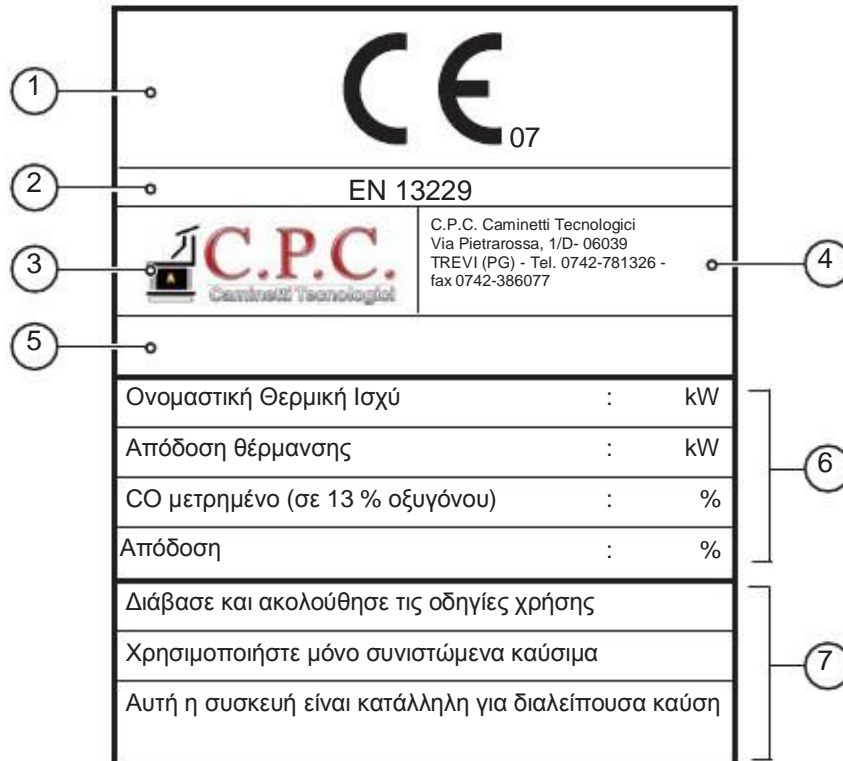 1
CE
07
2
EN 13229
3
C.P.C.
Caminetti Tecnologici
C.P.C. Caminetti Tecnologici
Via Pietrarossa, 1/D- 06039
TREVI (PG) - Tel. 0742-781326 -
fax 0742-386077
4
5
Ονομαστική Θερμική Ισχύ : kW
Απόδοση θέρμανσης : kW
CO μετρημένο (σε 13 % οξυγόνου) : %
Απόδοση : %
6
Διάβασε και ακολούθησε τις οδηγίες χρήσης
Χρησιμοποιήστε μόνο συνιστώμενα καύσιμα
Αυτή η συσκευή είναι κατάλληλη για διαλείπουσα καύση
7